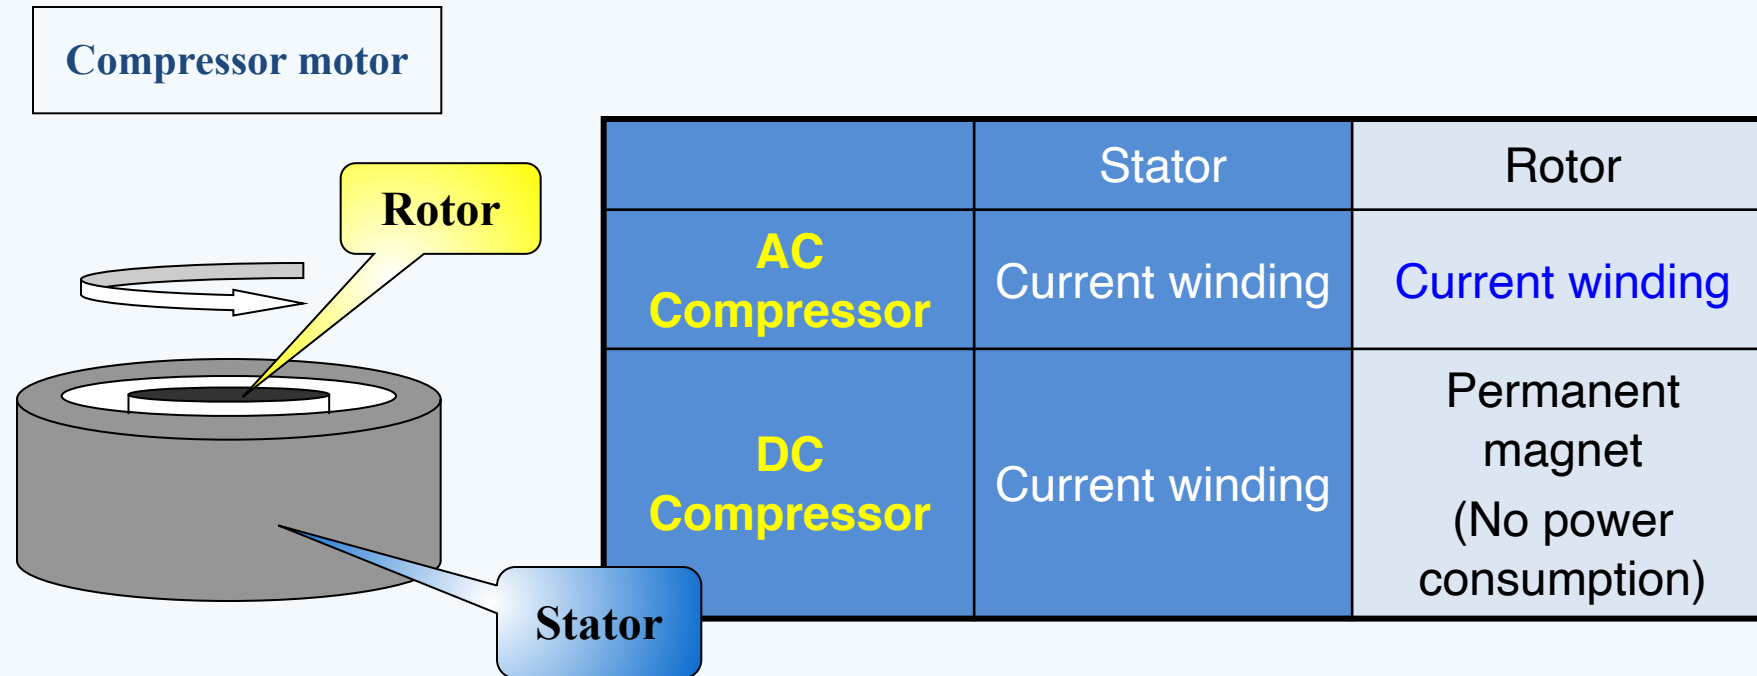 Compressor motor
Rotor
Stator
Stator
Rotor
AC
Compressor
Current winding
Current winding
DC
Compressor
Current winding
Permanent
magnet
(No power
consumption)